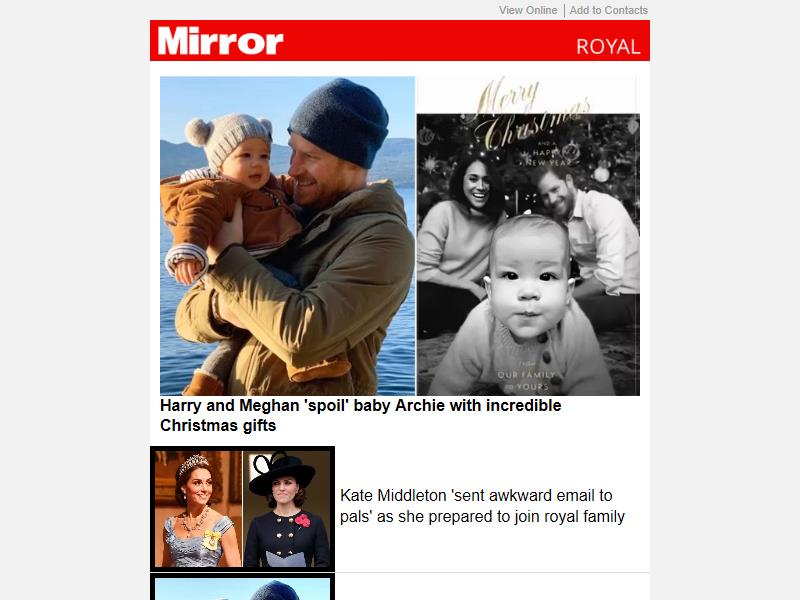 View Online | Add to Contacts
Mirror
ROYAL
Merry
Christmas
AND A
HAPPY
NEW YEAR
FROM
OUR FAMILY
TO YOURS
Harry and Meghan 'spoil' baby Archie with incredible
Christmas gifts
Kate Middleton 'sent awkward email to
pals' as she prepared to join royal family